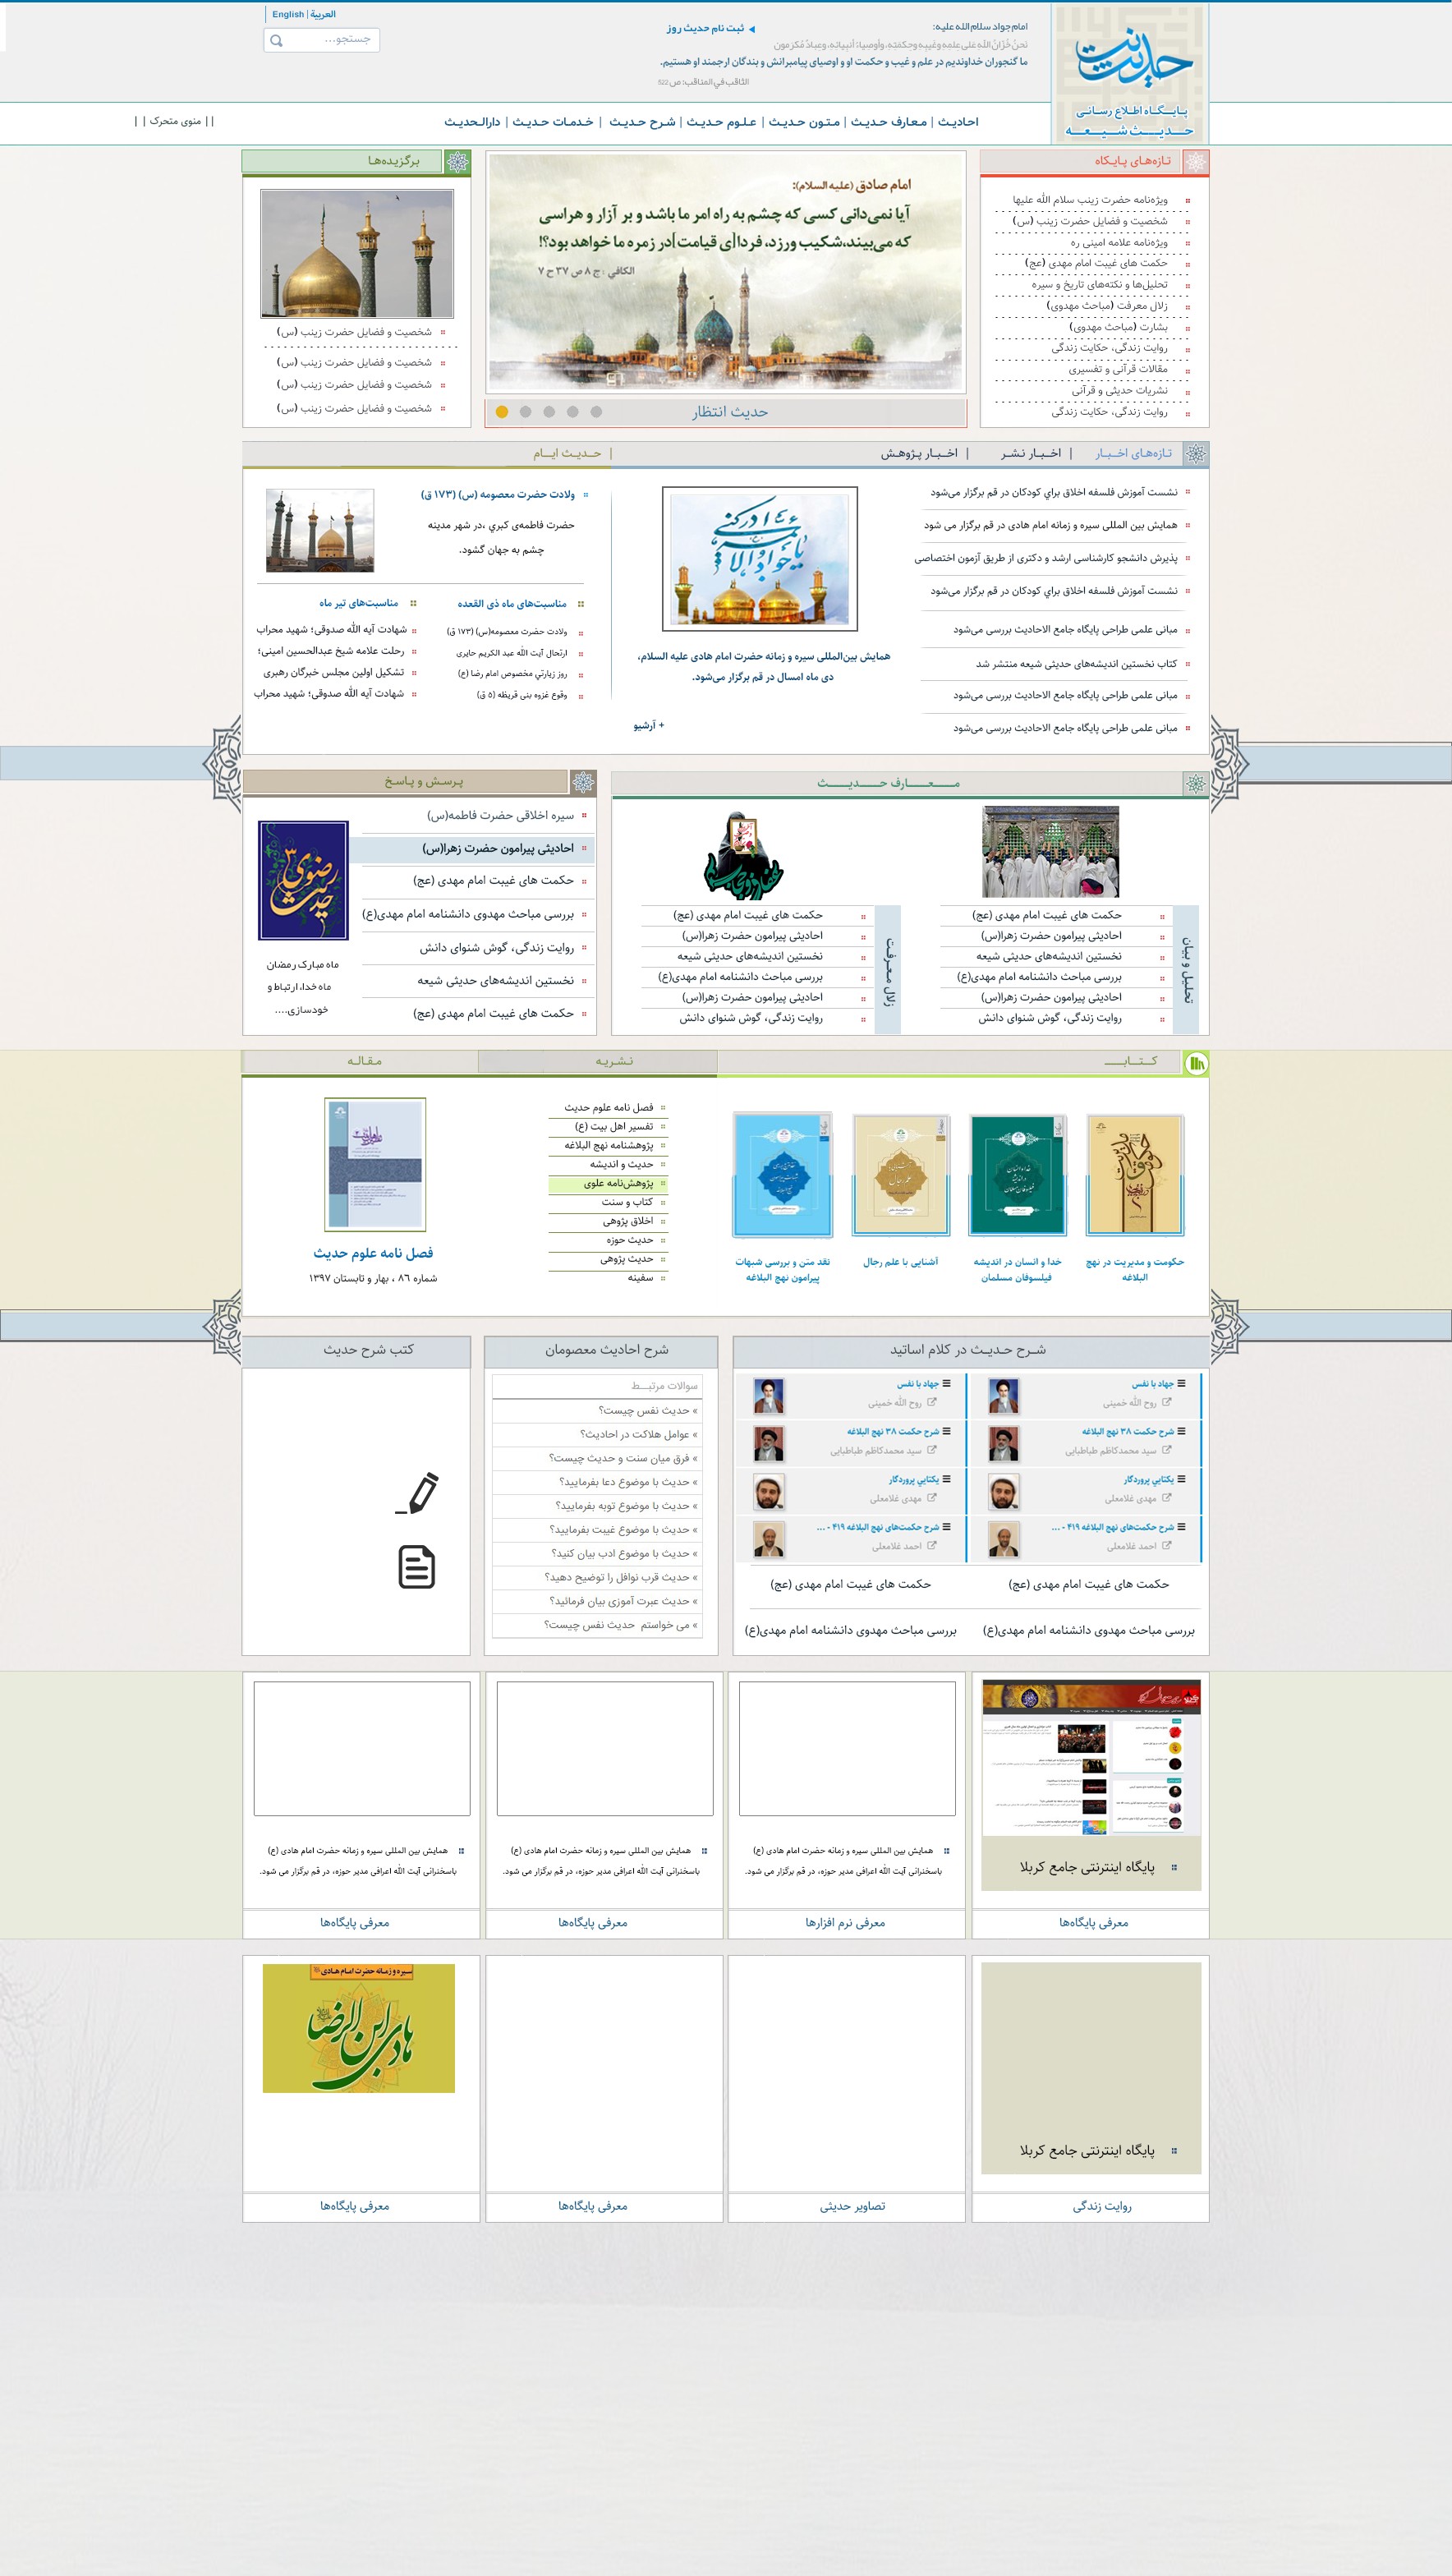 العربية | English
جستجو...
امام جواد سلام الله علیه:
ثبت نام حدیث روز
نَحنُ خُزّانُ اللهِ عَلى عِلمِهِ وغَيبِهِ وحِكمَتِهِ، وأوصِياءُ أنبِيائِهِ، وعِبادٌ مُكرَمون
ما گنجوران خداوندیم در علم و غیب و حکمت او و اوصیای پیامبرانش و بندگان ارجمند او هستیم.
الثاقب في المناقب: ص 522
حدیث نت
پایگاه اطلاع رسانی
حدیث شیعه
احادیث | معارف حدیث | متون حدیث | علوم حدیث | شرح حدیث | خدمات حدیث | دارالحدیث
|| منوی متحرک ||
تازه‌های پایگاه
ویژه‌نامه حضرت زینب سلام الله علیها
شخصیت و فضایل حضرت زینب (س)
ویژه‌نامه علامه امینی ره
حکمت های غیبت امام مهدی (عج)
تحلیل‌ها و نکته‌های تاریخ و سیره
زلال معرفت (مباحث مهدوی)
بشارت (مباحث مهدوی)
روایت زندگی، حکایت زندگی
مقالات قرآنی و تفسیری
نشریات حدیثی و قرآنی
روایت زندگی، حکایت زندگی
امام صادق (علیه السلام):
آیا نمی‌دانی کسی که چشم به راه امر ما باشد و بر آزار و هراسی
که می‌بیند، شکیب ورزد، فردا[ی قیامت] در زمره ما خواهد بود؟!
الکافي : ج ۸ ص ۳۷ ح ۷
حدیث انتظار
برگزیده‌ها
شخصیت و فضایل حضرت زینب (س)
شخصیت و فضایل حضرت زینب (س)
شخصیت و فضایل حضرت زینب (س)
شخصیت و فضایل حضرت زینب (س)
تازه‌های اخبار
| اخبار نشر
| اخبار پژوهش
| حدیث ایام
نشست آموزش فلسفه اخلاق براي کودکان در قم برگزار می‌شود
همایش بین المللی سیره و زمانه امام هادی در قم برگزار می شود
پذیرش دانشجو کارشناسی ارشد و دکتری از طریق آزمون اختصاصی
نشست آموزش فلسفه اخلاق براي کودکان در قم برگزار می‌شود
مبانی علمی طراحی پایگاه جامع الاحادیث بررسی می‌شود
کتاب نخستین اندیشه‌های حدیثی شیعه منتشر شد
مبانی علمی طراحی پایگاه جامع الاحادیث بررسی می‌شود
مبانی علمی طراحی پایگاه جامع الاحادیث بررسی می‌شود
یا جواد الائمه ادرکنی
همایش بین‌المللی سیره و زمانه حضرت امام هادی علیه السلام،
دی ماه امسال در قم برگزار می‌شود.
+ آرشیو
ولادت حضرت معصومه (س) (۱۷۳ ق)
حضرت فاطمه‌ی کبري ،در شهر مدینه
چشم به جهان گشود.
مناسبت‌های ماه ذی القعده
ولادت حضرت معصومه(س) (۱۷۳ ق)
ارتحال آیت الله عبد الکریم حایری
روز زیارتي مخصوص امام رضا (ع)
وقوع غزوه بنی قریظه (۵ ق)
مناسبت‌های تیر ماه
شهادت آیه الله صدوقی؛ شهید محراب
رحلت علامه شیخ عبدالحسین امینی؛
تشکیل اولین مجلس خبرگان رهبری
شهادت آیه الله صدوقی؛ شهید محراب
معارف حدیث
تحلیل و بیان
حکمت های غیبت امام مهدی (عج)
احادیثی پیرامون حضرت زهرا(س)
نخستین اندیشه‌های حدیثی شیعه
بررسی مباحث دانشنامه امام مهدی(ع)
احادیثی پیرامون حضرت زهرا(س)
روایت زندگی، گوش شنوای دانش
زلال معرفت
حکمت های غیبت امام مهدی (عج)
احادیثی پیرامون حضرت زهرا(س)
نخستین اندیشه‌های حدیثی شیعه
بررسی مباحث دانشنامه امام مهدی(ع)
احادیثی پیرامون حضرت زهرا(س)
روایت زندگی، گوش شنوای دانش
پرسش و پاسخ
سیره اخلاقی حضرت فاطمه(س)
احادیثی پیرامون حضرت زهرا(س)
حکمت های غیبت امام مهدی (عج)
بررسی مباحث مهدوی دانشنامه امام مهدی(ع)
روایت زندگی، گوش شنوای دانش
نخستین اندیشه‌های حدیثی شیعه
حکمت های غیبت امام مهدی (عج)
حدیث رضوی
ماه مبارک رمضان
ماه خدا، ارتباط و
خودسازی....
کتاب
نشریه
مقاله
حکومت و مدیریت در نهج
البلاغه
خدا و انسان در اندیشه
فیلسوفان مسلمان
آشنایی با علم رجال
نقد متن و بررسی شبهات
پیرامون نهج البلاغه
فصل نامه علوم حدیث
تفسیر اهل بیت (ع)
پژوهشنامه نهج البلاغه
حدیث و اندیشه
پژوهش‌نامه علوی
کتاب و سنت
اخلاق پژوهی
حدیث حوزه
حدیث پژوهی
سفینه
فصل نامه علوم حدیث
شماره ۸۶ ، بهار و تابستان ۱۳۹۷
شرح حدیث در کلام اساتید
جهاد با نفس
روح الله خمینی
شرح حکمت ۳۸ نهج البلاغه
سید محمدکاظم طباطبایی
یکتایي پروردگار
مهدی غلامعلی
شرح حکمت‌های نهج البلاغه ۴۱۹ - ...
احمد غلامعلی
جهاد با نفس
روح الله خمینی
شرح حکمت ۳۸ نهج البلاغه
سید محمدکاظم طباطبایی
یکتایي پروردگار
مهدی غلامعلی
شرح حکمت‌های نهج البلاغه ۴۱۹ - ...
احمد غلامعلی
حکمت های غیبت امام مهدی (عج)
حکمت های غیبت امام مهدی (عج)
بررسی مباحث مهدوی دانشنامه امام مهدی(ع)
بررسی مباحث مهدوی دانشنامه امام مهدی(ع)
شرح احادیث معصومان
سوالات مرتبط
» حدیث نفس چیست؟
» عوامل هلاکت در احادیث؟
» فرق میان سنت و حدیث چیست؟
» حدیث با موضوع دعا بفرمایید؟
» حدیث با موضوع توبه بفرمایید؟
» حدیث با موضوع غیبت بفرمایید؟
» حدیث با موضوع ادب بیان کنید؟
» حدیث قرب نوافل را توضیح دهید؟
» حدیث عبرت آموزی بیان فرمائید؟
» می خواستم حدیث نفس چیست؟
کتب شرح حدیث
پایگاه اینترنتی جامع کربلا
معرفی پایگاه‌ها
همایش بین المللی سیره و زمانه حضرت امام هادی (ع)
باسخنرانی آیت الله اعرافی مدیر حوزه، در قم برگزار می شود.
معرفی نرم افزارها
همایش بین المللی سیره و زمانه حضرت امام هادی (ع)
باسخنرانی آیت الله اعرافی مدیر حوزه، در قم برگزار می شود.
معرفی پایگاه‌ها
همایش بین المللی سیره و زمانه حضرت امام هادی (ع)
باسخنرانی آیت الله اعرافی مدیر حوزه، در قم برگزار می شود.
معرفی پایگاه‌ها
پایگاه اینترنتی جامع کربلا
روایت زندگی
تصاویر حدیثی
معرفی پایگاه‌ها
سیره و زمانه حضرت امام هادی
هادی ابن الرضا
معرفی پایگاه‌ها